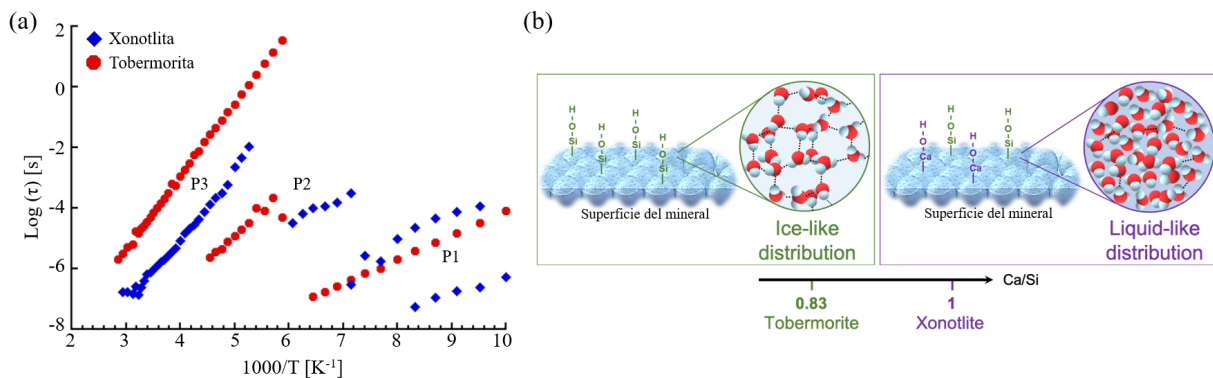 (a)
Log (τ) [s]
2
0
-2
-4
-6
-8
Xonotlita
Tobermorita
P3
P2
P1
2 3 4 5 6 7 8 9 10
1000/T [K⁻¹]
(b)
H
O
Si
H
O
Si
H
O
Si
H
O
Si
Superficie del mineral
Ice-like
distribution
H
O
Ca
H
O
Si
H
O
Ca
H
O
Si
Superficie del mineral
Liquid-like
distribution
Ca/Si
0.83
Tobermorite
1
Xonotlite